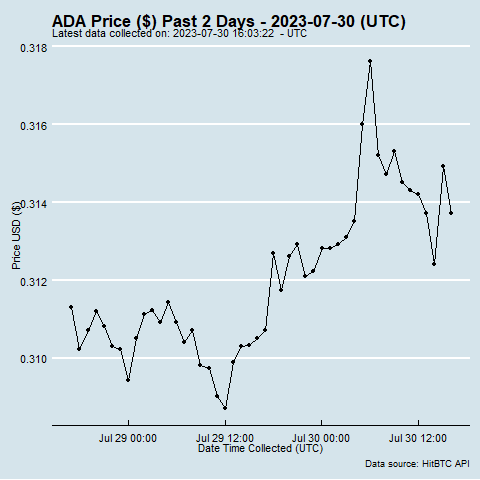 ADA Price ($) Past 2 Days - 2023-07-30 (UTC)
Latest data collected on: 2023-07-30 16:03:22 - UTC
0.318
0.316
0.314
0.312
0.310
Price USD ($)
Jul 29 00:00 Jul 29 12:00 Jul 30 00:00 Jul 30 12:00
Date Time Collected (UTC)
Data source: HitBTC API